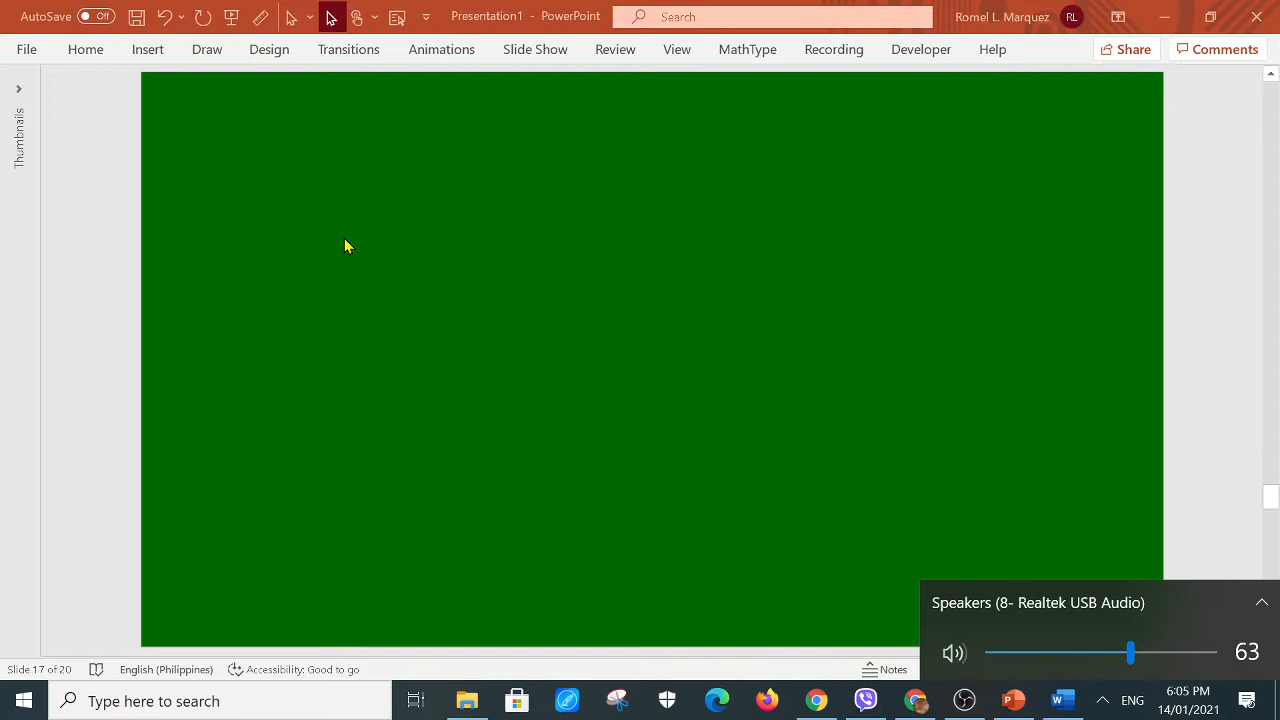 AutoSave Off Presentation1 - PowerPoint Search Romel L. Marquez RL
File Home Insert Draw Design Transitions Animations Slide Show Review View MathType Recording Developer Help Share Comments
Thumbnails
Speakers (8- Realtek USB Audio)
63
Slide 17 of 20 English (Philippines) Accessibility: Good to go Notes
Type here to search ENG 6:05 PM
14/01/2021